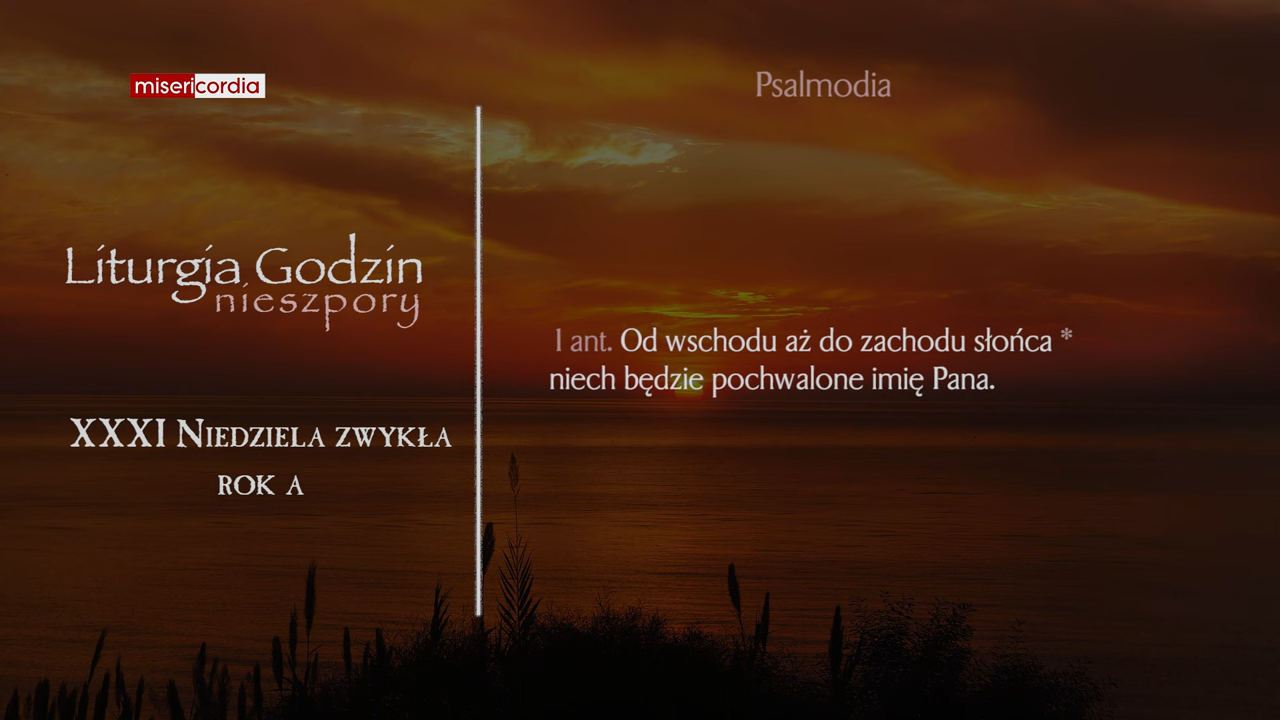 misericordia
Liturgia Godzin
nieszpory
XXXI Niedziela zwykła
rok A
Psalmodia
1 ant. Od wschodu aż do zachodu słońca *
niech będzie pochwalone imię Pana.